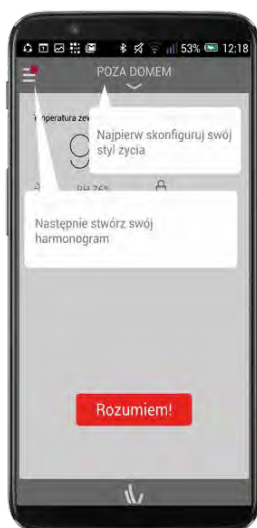 53% 12:18
POZA DOMEM
Najpierw skonfiguruj swój
styl życia
Następnie stwórz swój
harmonogram
Rozumiem!